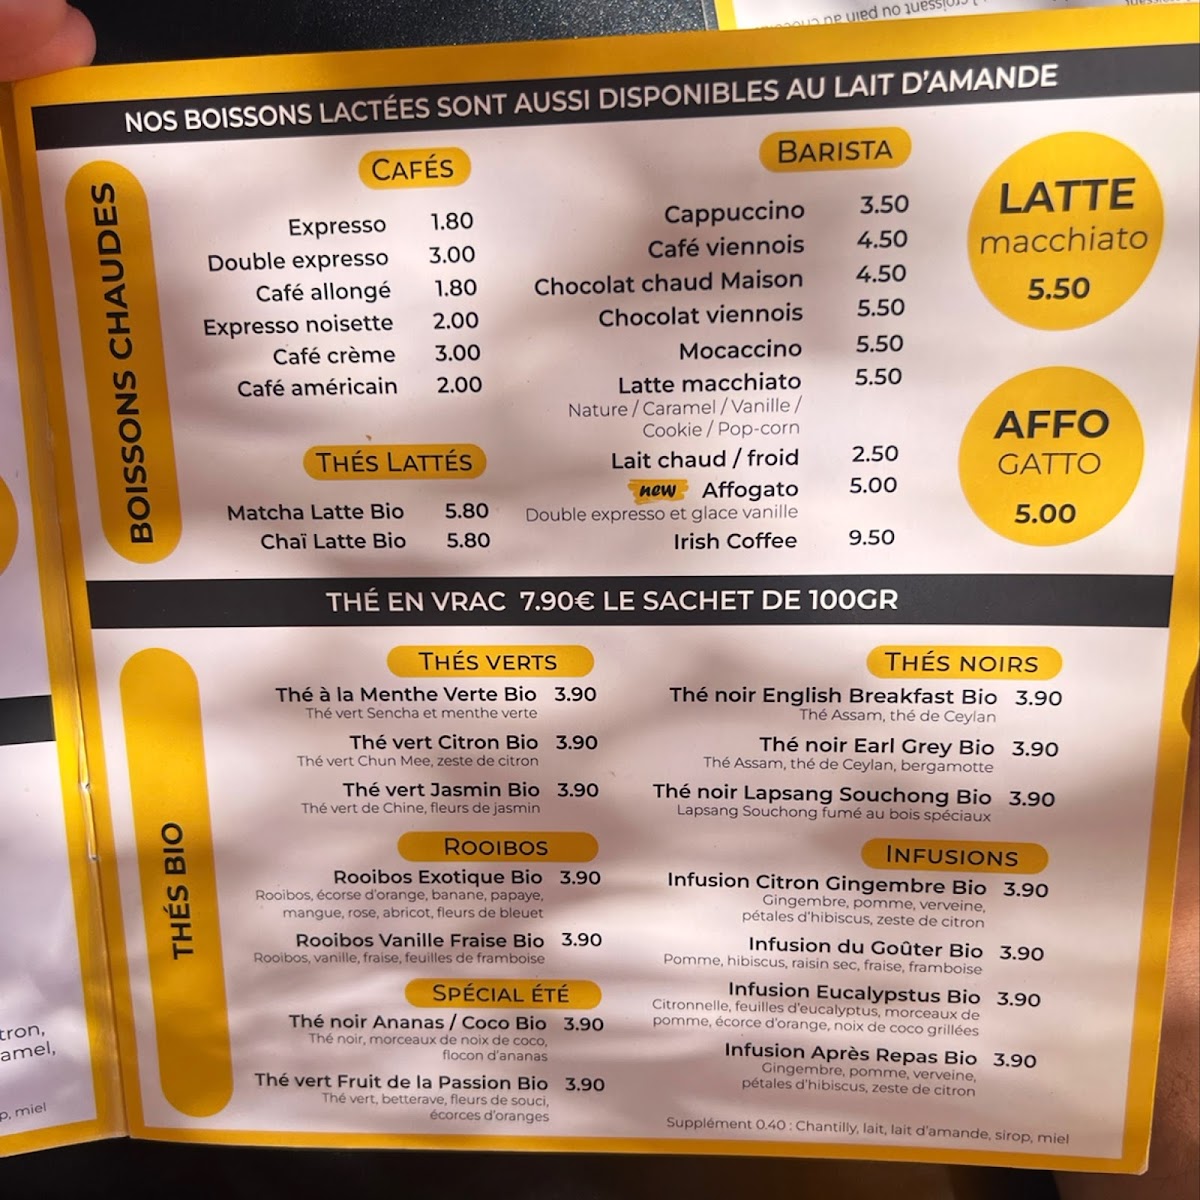 NOS BOISSONS LACTÉES SONT AUSSI DISPONIBLES AU LAIT D'AMANDE
BOISSONS CHAUDES
CAFÉS
Expresso 1.80
Double expresso 3.00
Café allongé 1.80
Expresso noisette 2.00
Café crème 3.00
Café américain 2.00
THÉS LATTÉS
Matcha Latte Bio 5.80
Chaï Latte Bio 5.80
BARISTA
Cappuccino 3.50
Café viennois 4.50
Chocolat chaud Maison 4.50
Chocolat viennois 5.50
Mocaccino 5.50
Latte macchiato 5.50
Nature / Caramel / Vanille /
Cookie / Pop-corn
Lait chaud / froid 2.50
new Affogato 5.00
Double expresso et glace vanille
Irish Coffee 9.50
LATTE
macchiato
5.50
AFFO
GATTO
5.00
THÉ EN VRAC 7.90€ LE SACHET DE 100GR
THÉS BIO
THÉS VERTS
Thé à la Menthe Verte Bio 3.90
Thé vert Sencha et menthe verte
Thé vert Citron Bio 3.90
Thé vert Chun Mee, zeste de citron
Thé vert Jasmin Bio 3.90
Thé vert de Chine, fleurs de jasmin
ROOIBOS
Rooibos Exotique Bio 3.90
Rooibos, écorse d'orange, banane, papaye,
mangue, rose, abricot, fleurs de bleuet
Rooibos Vanille Fraise Bio 3.90
Rooibos, vanille, fraise, feuilles de framboise
SPÉCIAL ÉTÉ
Thé noir Ananas / Coco Bio 3.90
Thé noir, morceaux de noix de coco,
flocon d'ananas
Thé vert Fruit de la Passion Bio 3.90
Thé vert, betterave, fleurs de souci,
écorces d'oranges
THÉS NOIRS
Thé noir English Breakfast Bio 3.90
Thé Assam, thé de Ceylan
Thé noir Earl Grey Bio 3.90
Thé Assam, thé de Ceylan, bergamotte
Thé noir Lapsang Souchong Bio 3.90
Lapsang Souchong fumé au bois spéciaux
INFUSIONS
Infusion Citron Gingembre Bio 3.90
Gingembre, pomme, verveine,
pétales d'hibiscus, zeste de citron
Infusion du Goûter Bio 3.90
Pomme, hibiscus, raisin sec, fraise, framboise
Infusion Eucalypstus Bio 3.90
Citronnelle, feuilles d'eucalyptus, morceaux de
pomme, écorce d'orange, noix de coco grillées
Infusion Après Repas Bio 3.90
Gingembre, pomme, verveine,
pétales d'hibiscus, zeste de citron
Supplément 0.40 : Chantilly, lait, lait d'amande, sirop, miel
tron,
amel,
p, miel